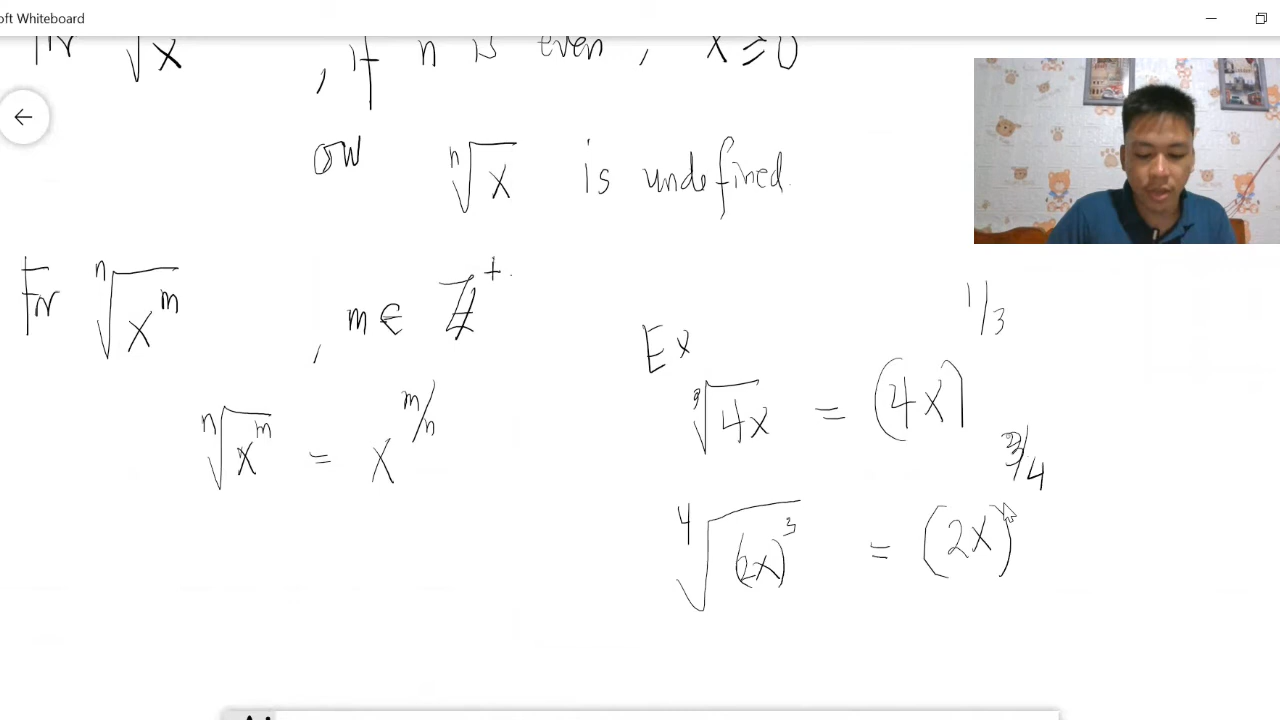 oft Whiteboard
For √x , if n is even, x ≥ 0
ow ⁿ√x is undefined.
For ⁿ√xᵐ , m ∈ ℤ⁺.
ⁿ√xᵐ = x^m/n
Ex
³√4x = (4x)^1/3
⁴√(2x)³ = (2x)^3/4